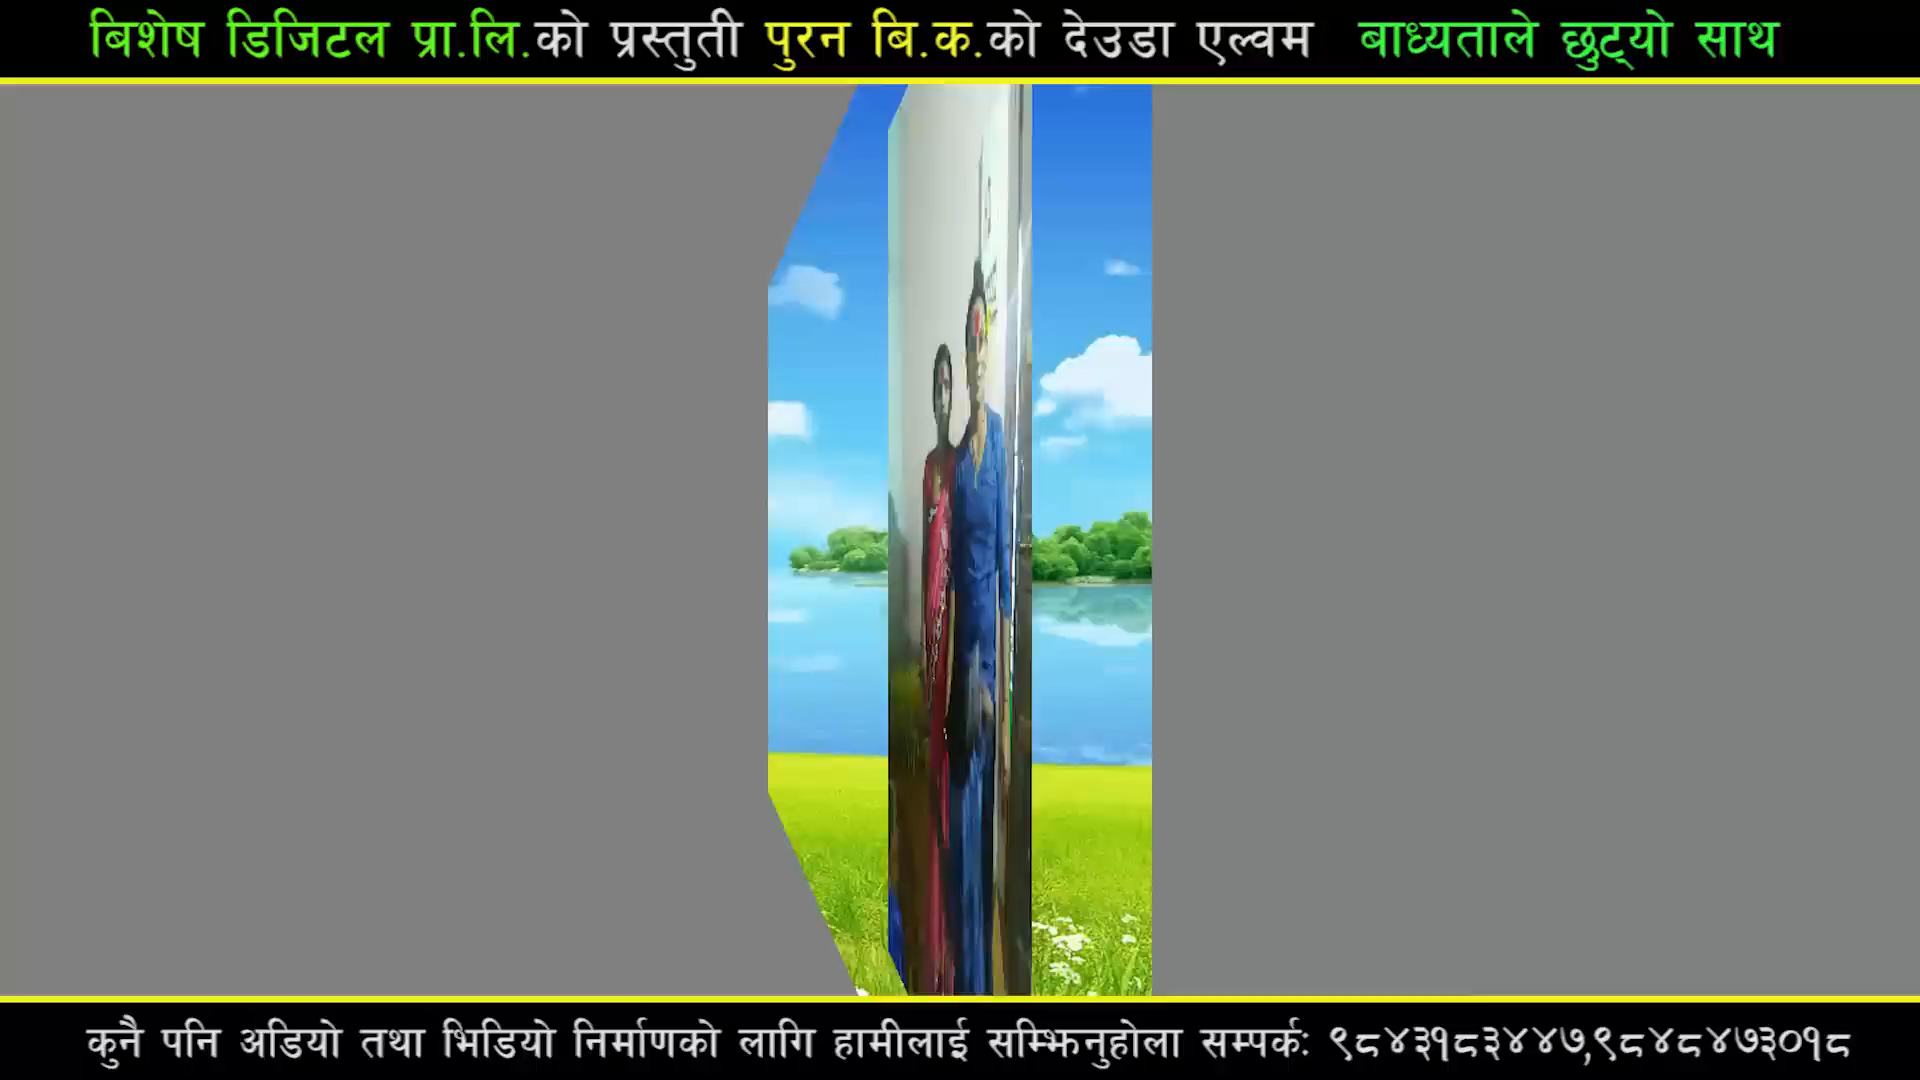 बिशेष डिजिटल प्रा.लि.को प्रस्तुती पुरन बि.क.को देउडा एल्वम बाध्यताले छुट्यो साथ
कुनै पनि अडियो तथा भिडियो निर्माणको लागि हामीलाई सम्झिनुहोला सम्पर्कः ९८४३१८३४४७,९८४८४७३०१८